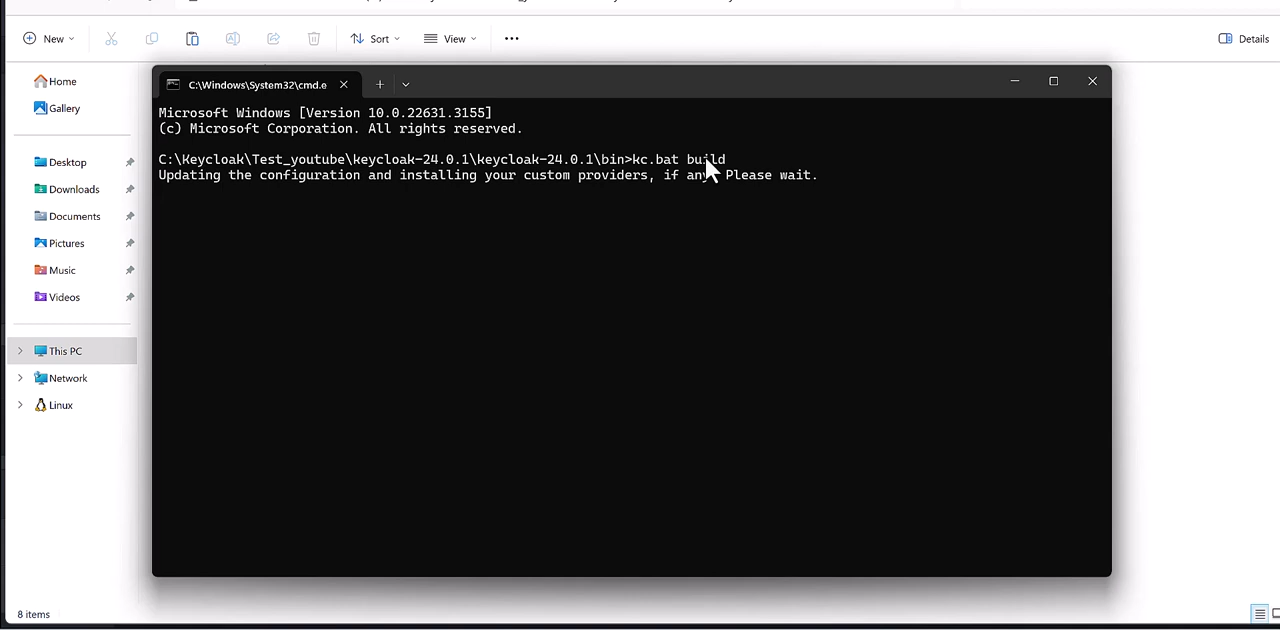 New
Sort
View
Details
Home
Gallery
Desktop
Downloads
Documents
Pictures
Music
Videos
This PC
Network
Linux
8 items
C:\Windows\System32\cmd.e
Microsoft Windows [Version 10.0.22631.3155]
(c) Microsoft Corporation. All rights reserved.
C:\Keycloak\Test_youtube\keycloak-24.0.1\keycloak-24.0.1\bin>kc.bat build
Updating the configuration and installing your custom providers, if any. Please wait.